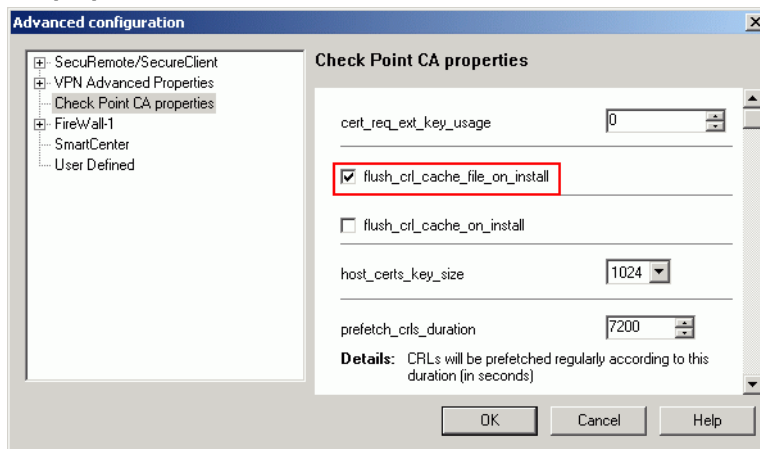 Advanced configuration
SecuRemote/SecureClient
VPN Advanced Properties
Check Point CA properties
FireWall-1
SmartCenter
User Defined
Check Point CA properties
cert_req_ext_key_usage 0
flush_crl_cache_file_on_install
flush_crl_cache_on_install
host_certs_key_size 1024
prefetch_crls_duration 7200
Details: CRLs will be prefetched regularly according to this
duration (in seconds)
OK Cancel Help